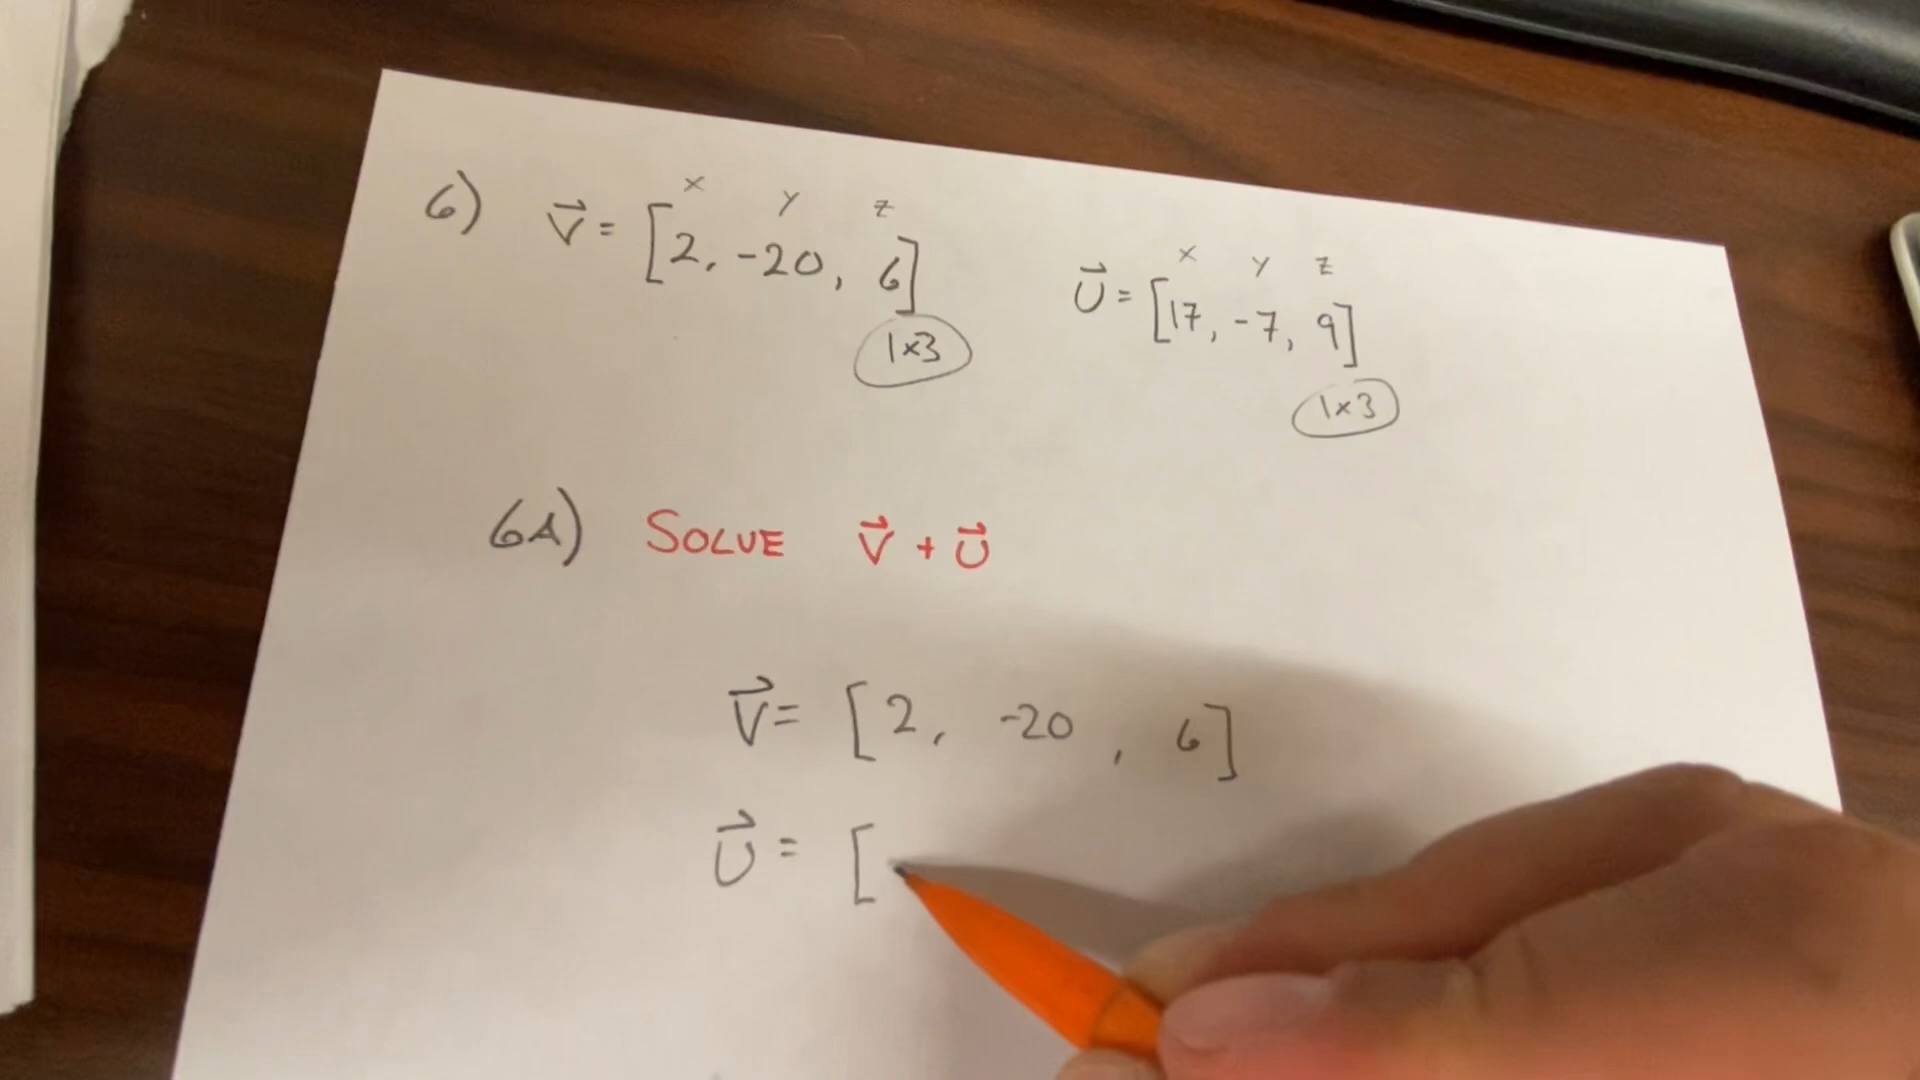 6) x y z
V⃗ = [2, -20, 6]
1x3
x y z
U⃗ = [17, -7, 9]
1x3
6A) SOLVE V⃗ + U⃗
V⃗ = [2, -20, 6]
U⃗ = [